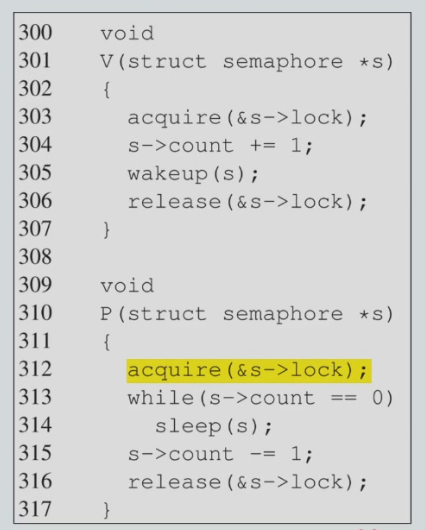 300 void
301 V(struct semaphore *s)
302 {
303 acquire(&s->lock);
304 s->count += 1;
305 wakeup(s);
306 release(&s->lock);
307 }
308
309 void
310 P(struct semaphore *s)
311 {
312 acquire(&s->lock);
313 while(s->count == 0)
314 sleep(s);
315 s->count -= 1;
316 release(&s->lock);
317 }